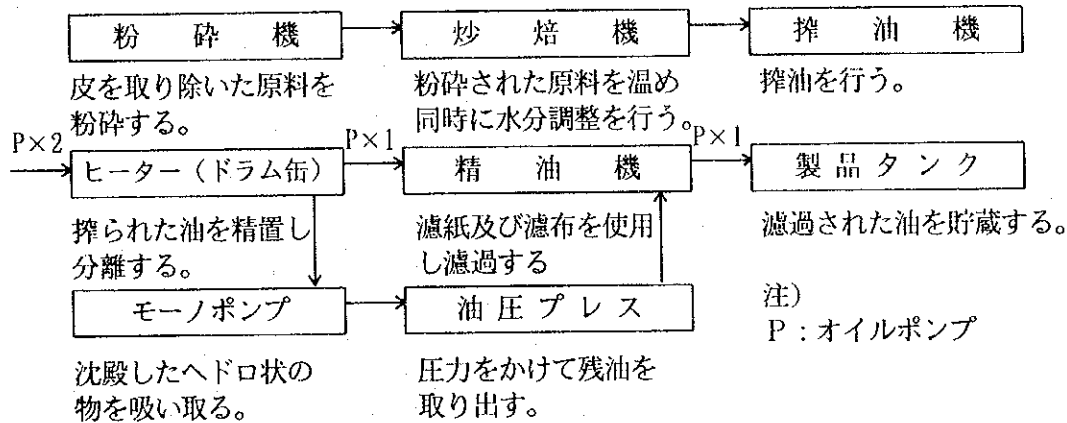 粉砕機
炒焙機
搾油機
皮を取り除いた原料を
粉砕する。
粉砕された原料を温め
同時に水分調整を行う。
搾油を行う。
P×2
ヒーター（ドラム缶）
P×1
精油機
P×1
製品タンク
搾られた油を精置し
分離する。
濾紙及び濾布を使用
し濾過する
濾過された油を貯蔵する。
モーノポンプ
油圧プレス
注）
P：オイルポンプ
沈殿したヘドロ状の
物を吸い取る。
圧力をかけて残油を
取り出す。